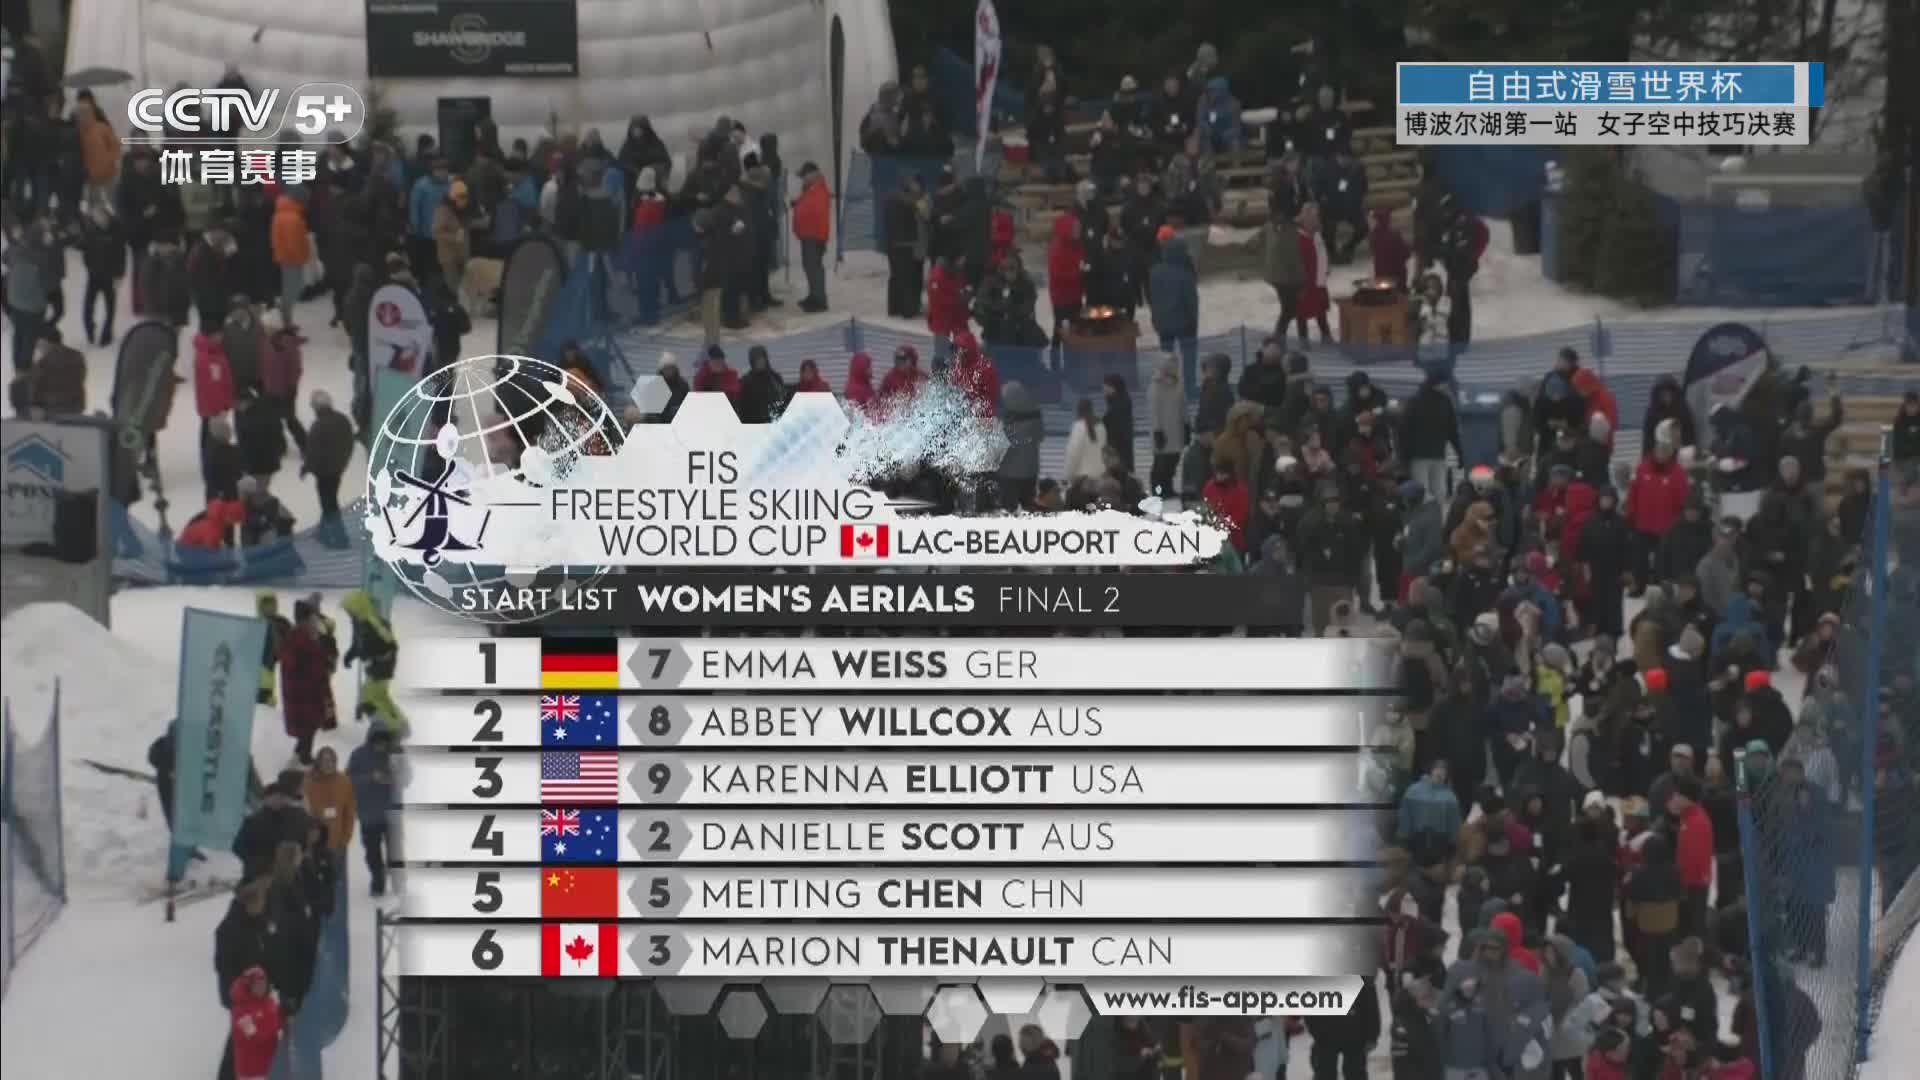 SHAWBRIDGE
CCTV 5+
体育赛事
自由式滑雪世界杯
博波尔湖第一站 女子空中技巧决赛
FIS
FREESTYLE SKIING
WORLD CUP LAC-BEAUPORT CAN
START LIST WOMEN'S AERIALS FINAL 2
1 7 EMMA WEISS GER
2 8 ABBEY WILLCOX AUS
3 9 KARENNA ELLIOTT USA
4 2 DANIELLE SCOTT AUS
5 5 MEITING CHEN CHN
6 3 MARION THENAULT CAN
www.fis-app.com
KÄSTLE